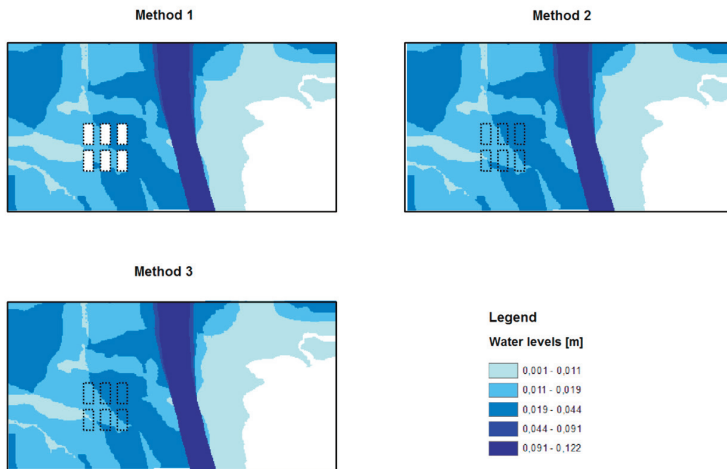 Method 1
Method 2
Method 3
Legend
Water levels [m]
0,001 - 0,011
0,011 - 0,019
0,019 - 0,044
0,044 - 0,091
0,091 - 0,122